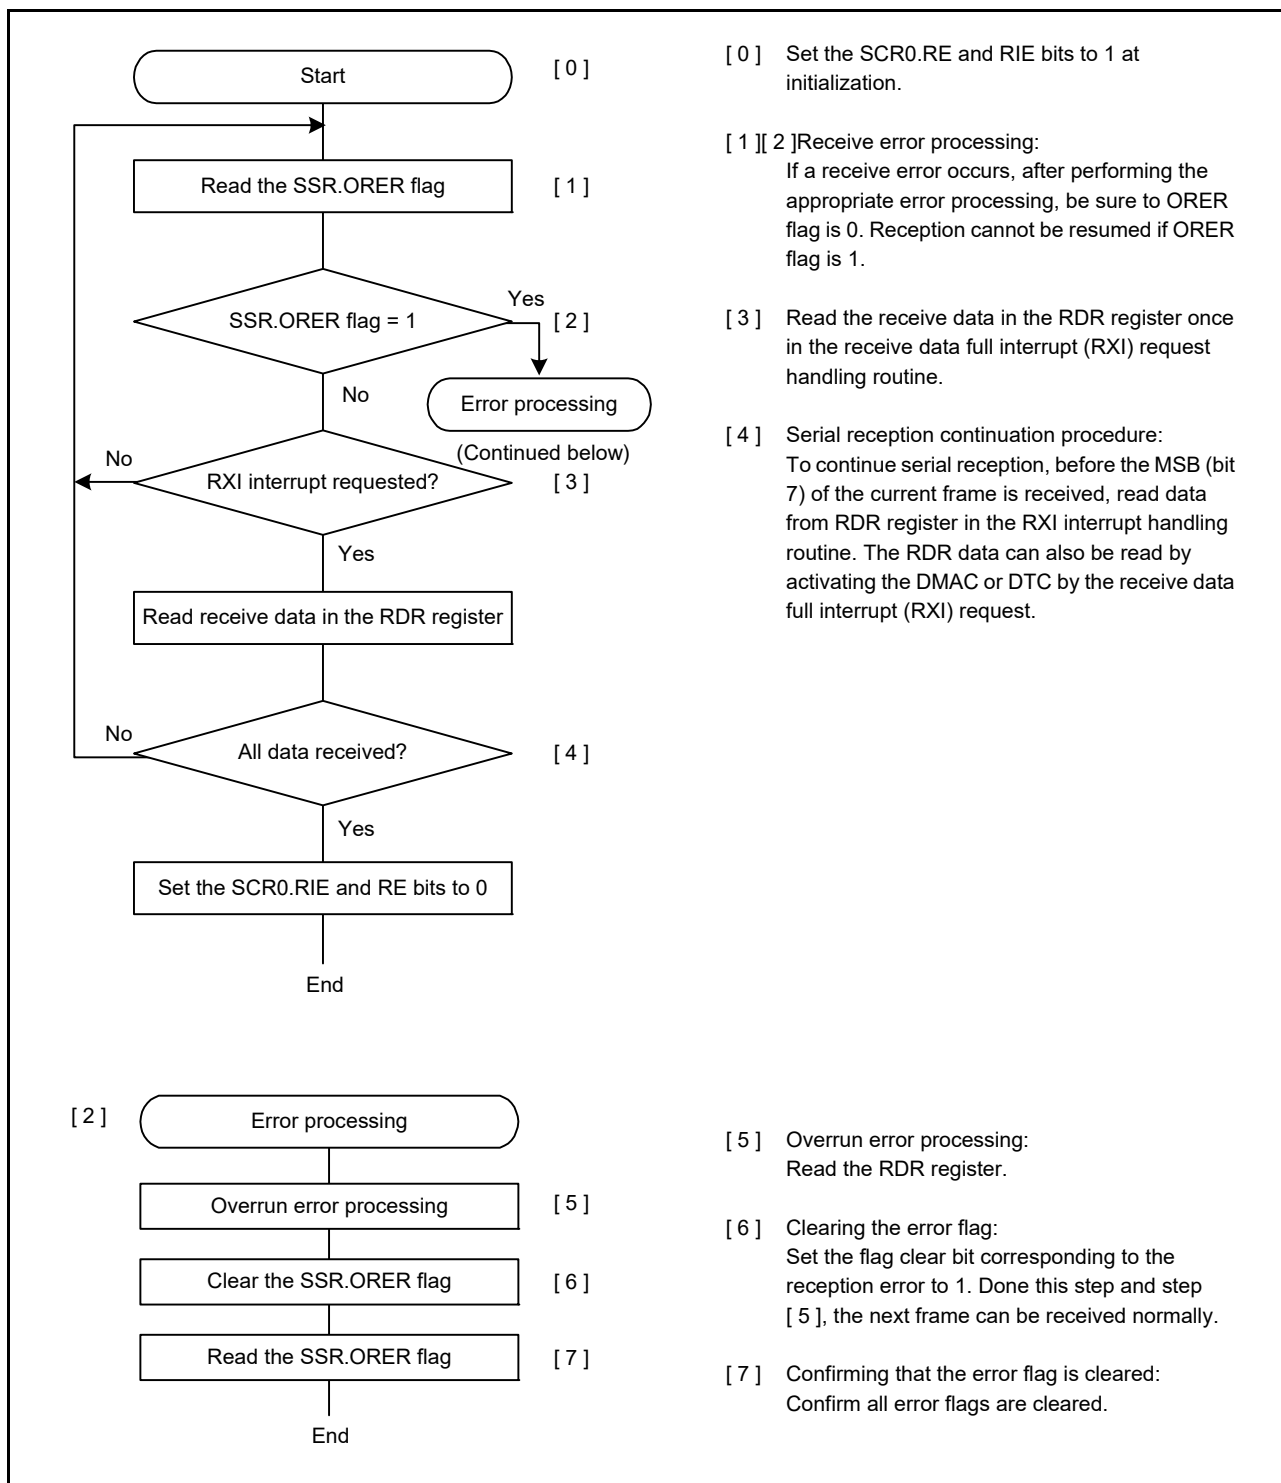 Start
[ 0 ]
Read the SSR.ORER flag
[ 1 ]
SSR.ORER flag = 1
Yes
[ 2 ]
No
Error processing
(Continued below)
No
RXI interrupt requested?
[ 3 ]
Yes
Read receive data in the RDR register
No
All data received?
[ 4 ]
Yes
Set the SCR0.RIE and RE bits to 0
End
[ 0 ] Set the SCR0.RE and RIE bits to 1 at
initialization.
[ 1 ][ 2 ]Receive error processing:
If a receive error occurs, after performing the
appropriate error processing, be sure to ORER
flag is 0. Reception cannot be resumed if ORER
flag is 1.
[ 3 ] Read the receive data in the RDR register once
in the receive data full interrupt (RXI) request
handling routine.
[ 4 ] Serial reception continuation procedure:
To continue serial reception, before the MSB (bit
7) of the current frame is received, read data
from RDR register in the RXI interrupt handling
routine. The RDR data can also be read by
activating the DMAC or DTC by the receive data
full interrupt (RXI) request.
[ 2 ]
Error processing
Overrun error processing
[ 5 ]
Clear the SSR.ORER flag
[ 6 ]
Read the SSR.ORER flag
[ 7 ]
End
[ 5 ] Overrun error processing:
Read the RDR register.
[ 6 ] Clearing the error flag:
Set the flag clear bit corresponding to the
reception error to 1. Done this step and step
[ 5 ], the next frame can be received normally.
[ 7 ] Confirming that the error flag is cleared:
Confirm all error flags are cleared.